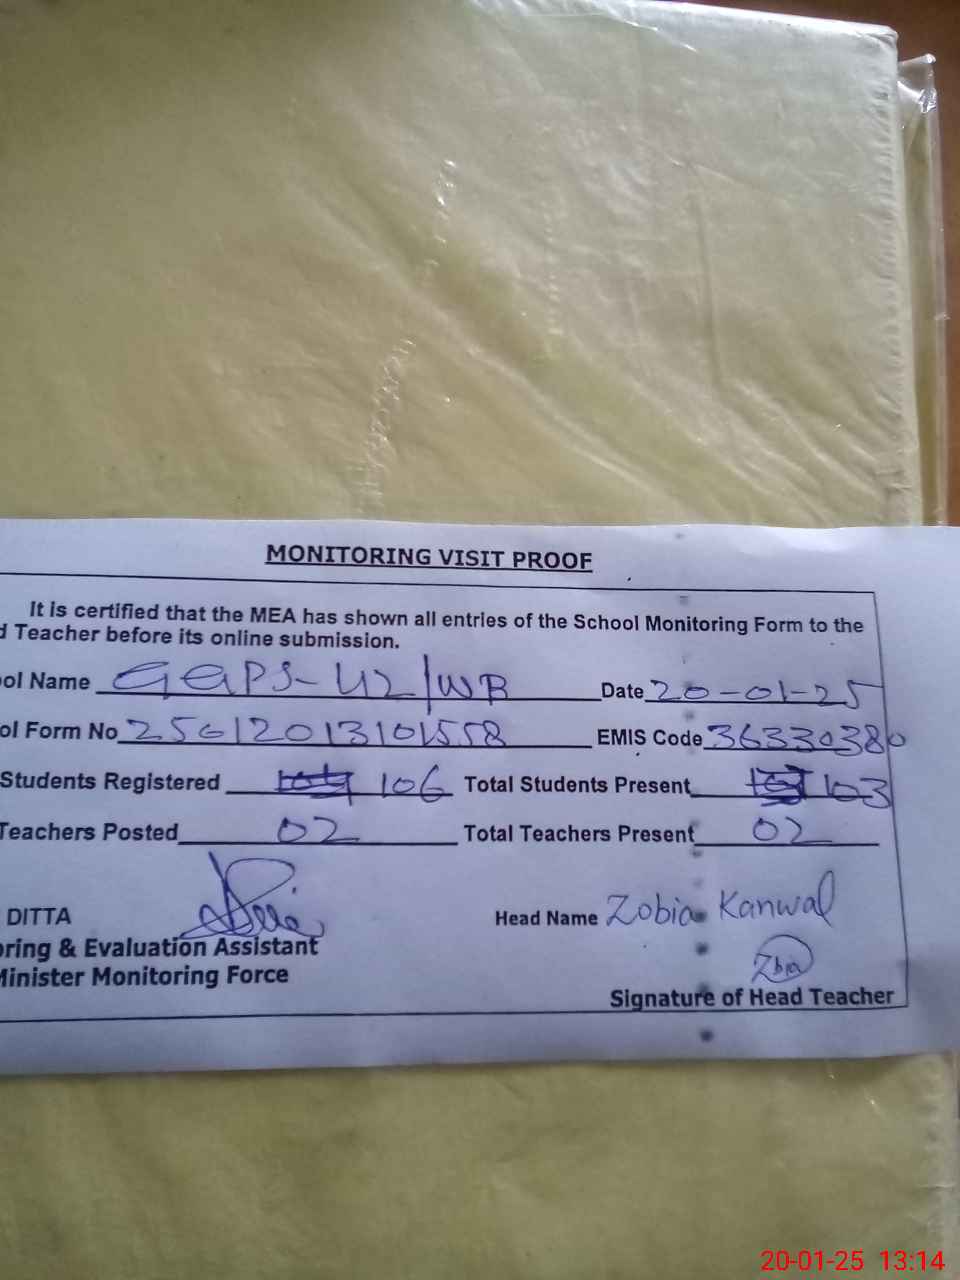 MONITORING VISIT PROOF
It is certified that the MEA has shown all entries of the School Monitoring Form to the
d Teacher before its online submission.
ool Name GGPS-42/WB Date 20-01-25
ol Form No 25012013101558 EMIS Code 36330380
Students Registered 106 Total Students Present 103
Teachers Posted 02 Total Teachers Present 02
DITTA Head Name Zobia Kanwal
oring & Evaluation Assistant Zbia
Minister Monitoring Force
Signature of Head Teacher
20-01-25 13:14